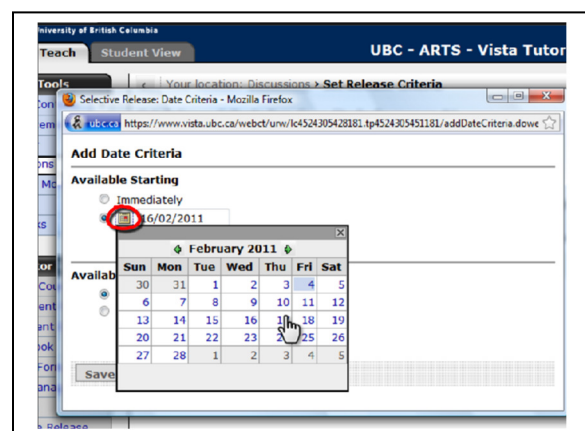 University of British Columbia
Teach Student View UBC - ARTS - Vista Tutor
Tools
Your location: Discussions › Set Release Criteria
Selective Release: Date Criteria - Mozilla Firefox
ubc.ca https://www.vista.ubc.ca/webct/urw/lc4524305428181.tp4524305451181/addDateCriteria.dowe
Add Date Criteria
Available Starting
Immediately
16/02/2011
February 2011
Sun Mon Tue Wed Thu Fri Sat
30 31 1 2 3 4 5
6 7 8 9 10 11 12
13 14 15 16 18 19
20 21 22 23 25 26
27 28 1 2 3 4 5
Availab
Save
Release